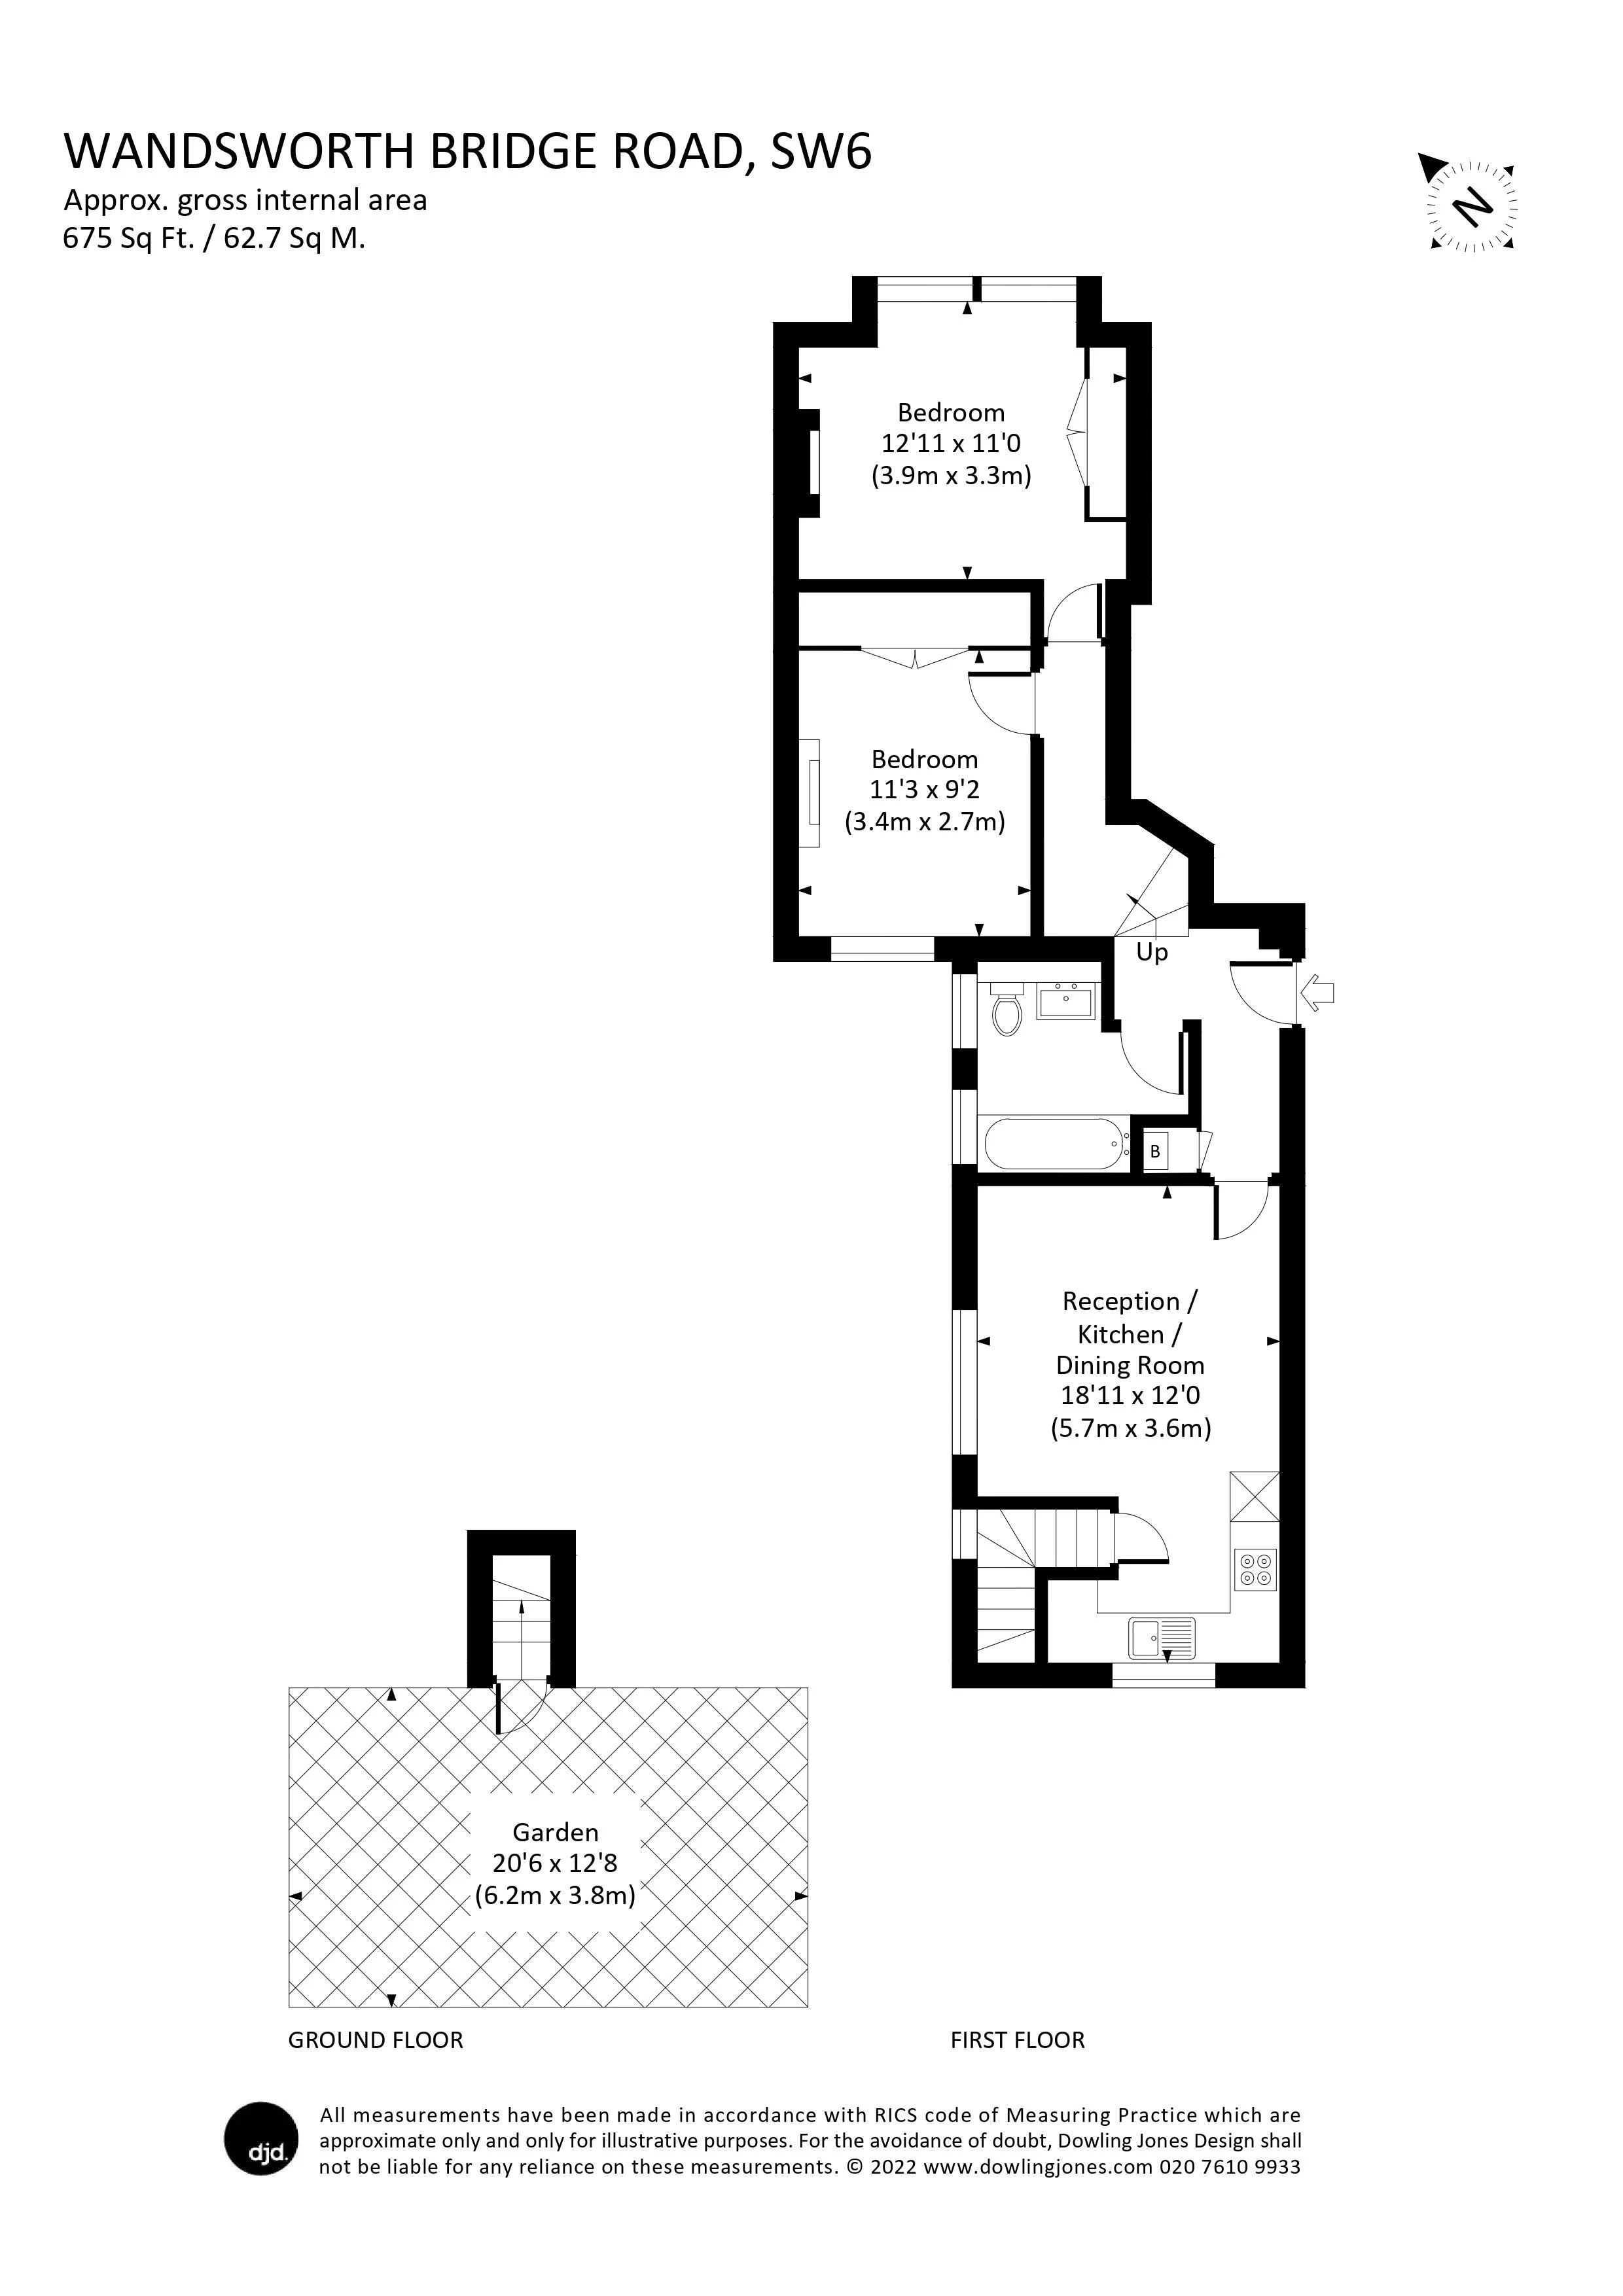 WANDSWORTH BRIDGE ROAD, SW6
Approx. gross internal area
675 Sq Ft. / 62.7 Sq M.
N
Bedroom
12'11 x 11'0
(3.9m x 3.3m)
Bedroom
11'3 x 9'2
(3.4m x 2.7m)
Up
B
Reception /
Kitchen /
Dining Room
18'11 x 12'0
(5.7m x 3.6m)
Garden
20'6 x 12'8
(6.2m x 3.8m)
GROUND FLOOR
FIRST FLOOR
djd.
All measurements have been made in accordance with RICS code of Measuring Practice which are
approximate only and only for illustrative purposes. For the avoidance of doubt, Dowling Jones Design shall
not be liable for any reliance on these measurements. © 2022 www.dowlingjones.com 020 7610 9933